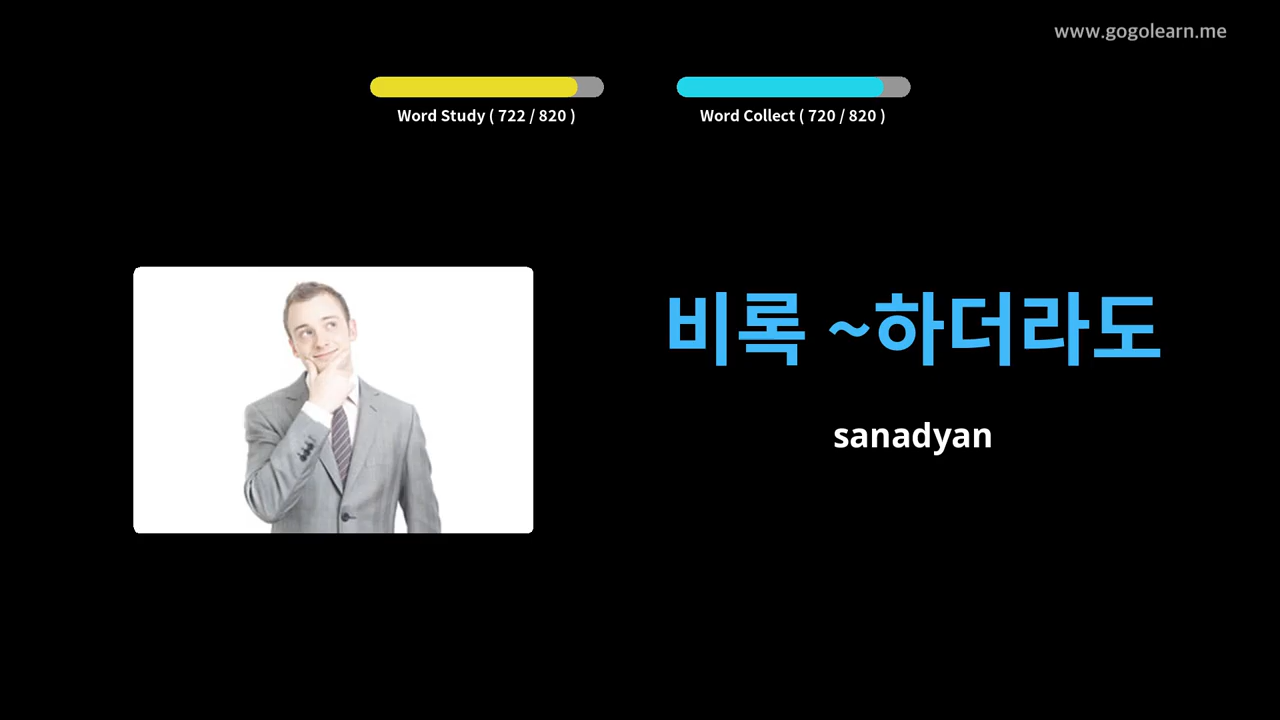 www.gogolearn.me
Word Study ( 722 / 820 )
Word Collect ( 720 / 820 )
비록 ~하더라도
sanadyan